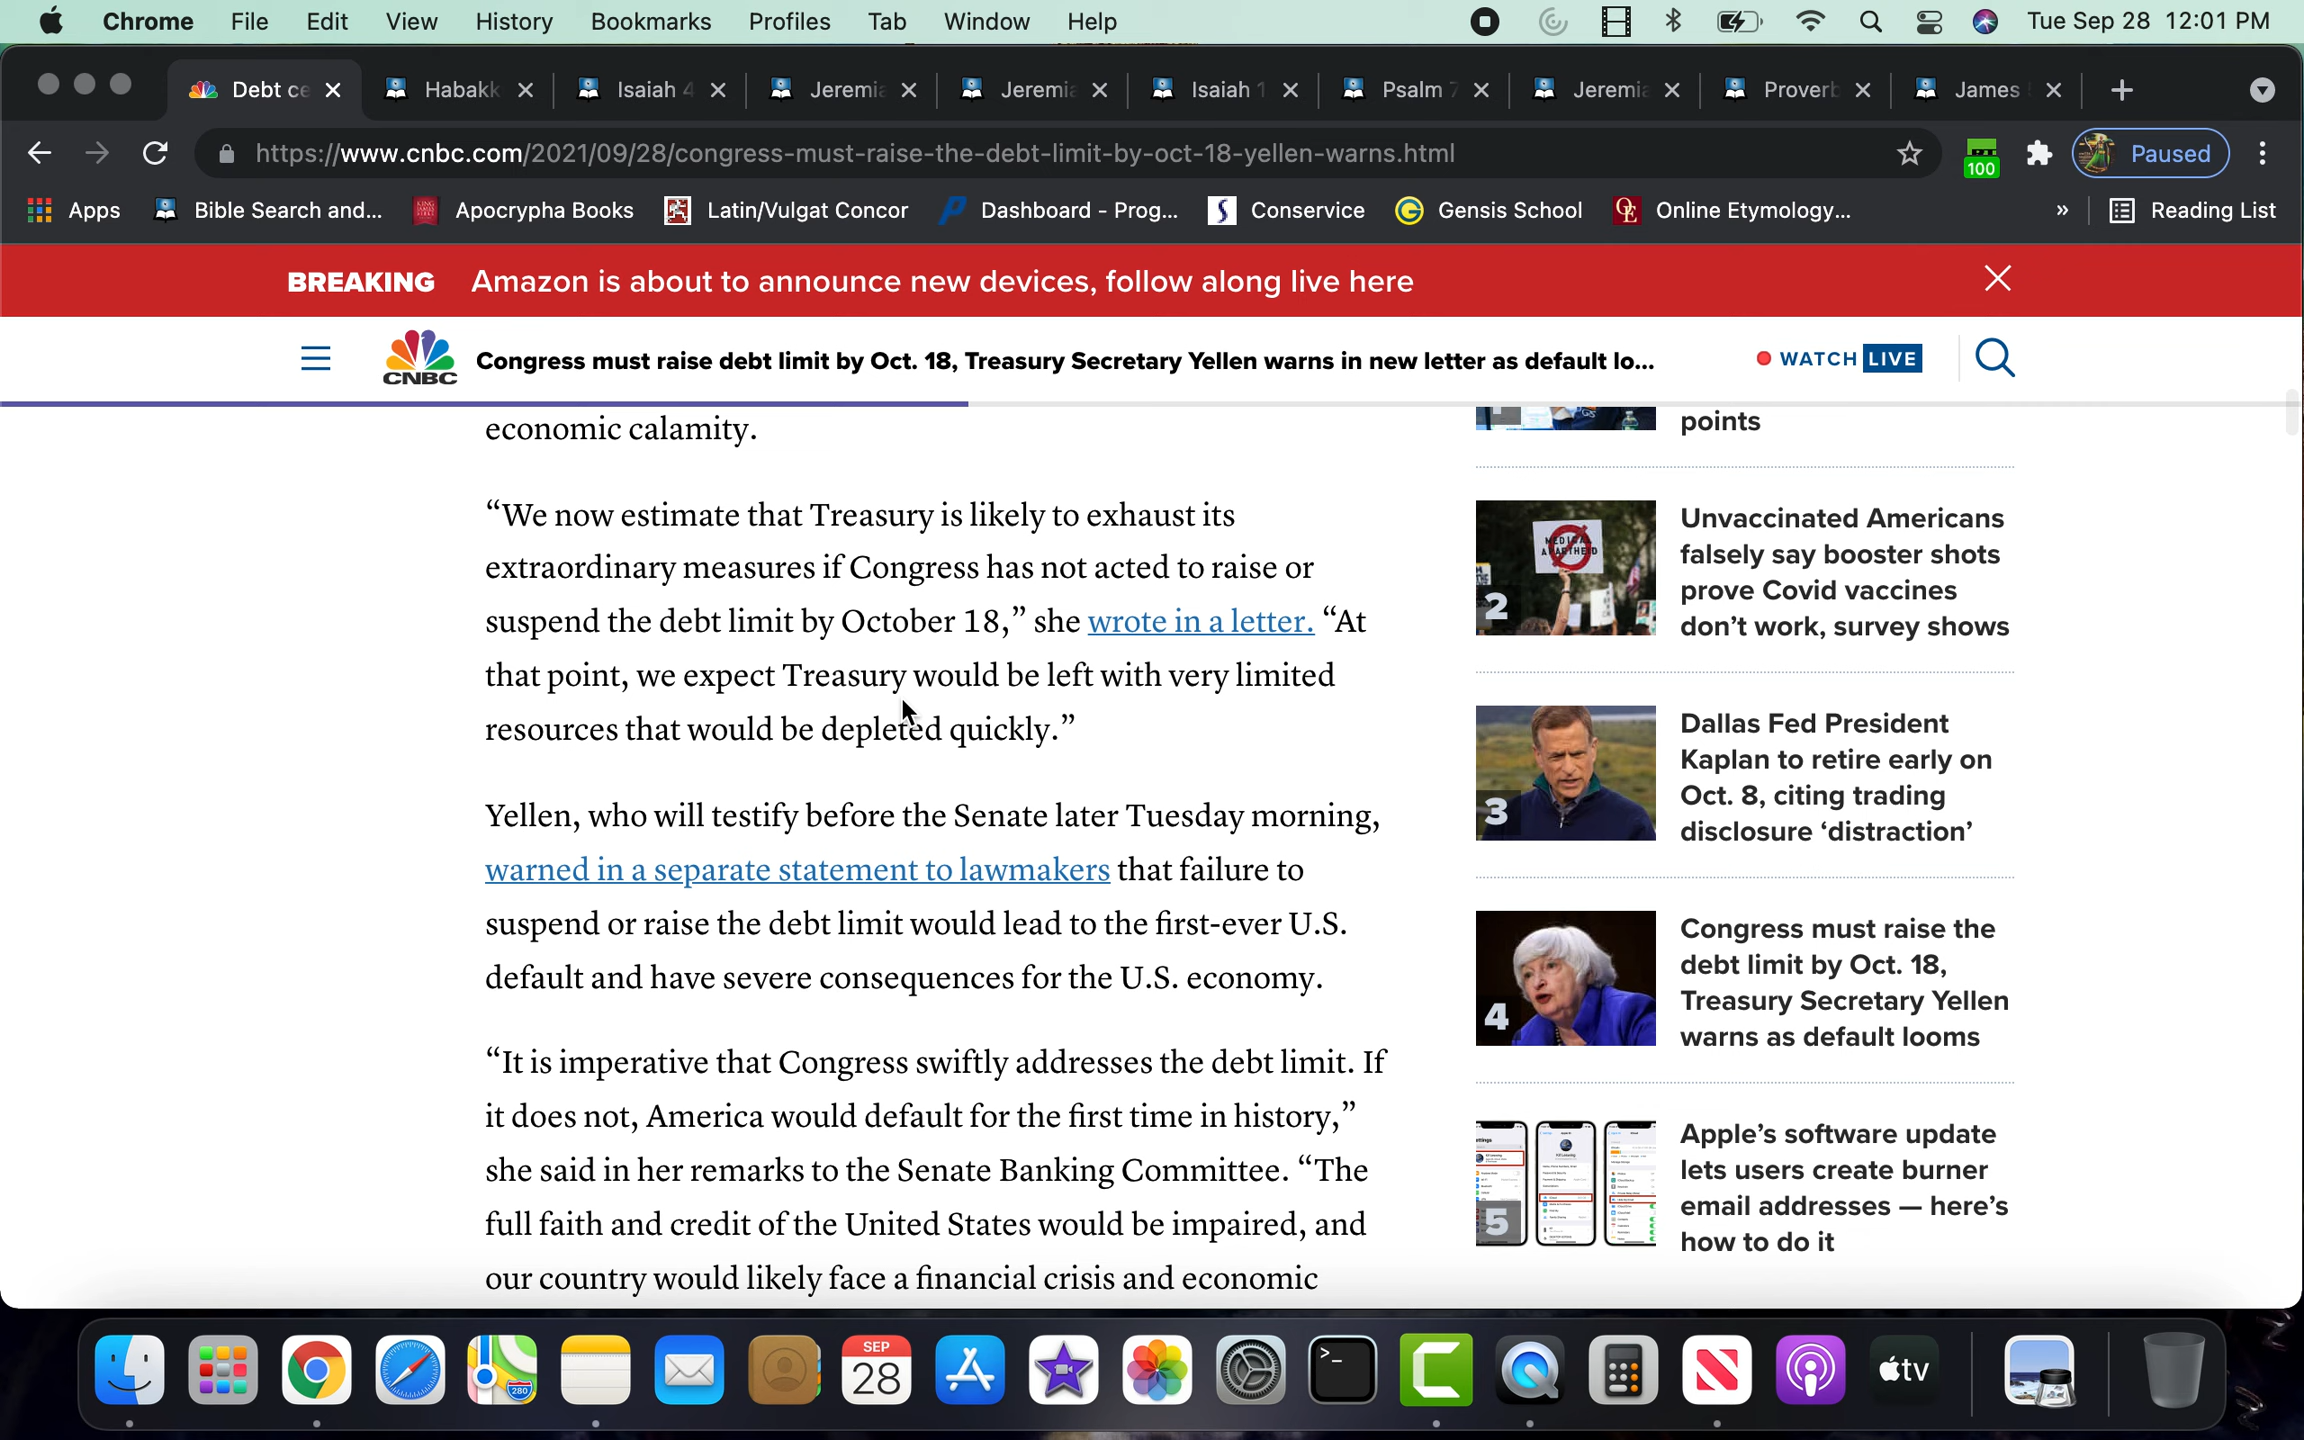 Chrome File Edit View History Bookmarks Profiles Tab Window Help Tue Sep 28 12:01 PM
Debt ce Habakk Isaiah 4 Jeremia Jeremia Isaiah 1 Psalm 7 Jeremia Proverb James
https://www.cnbc.com/2021/09/28/congress-must-raise-the-debt-limit-by-oct-18-yellen-warns.html 100 Paused
Apps Bible Search and... Apocrypha Books Latin/Vulgat Concor Dashboard - Prog... Conservice Gensis School Online Etymology... » Reading List
BREAKING Amazon is about to announce new devices, follow along live here
CNBC Congress must raise debt limit by Oct. 18, Treasury Secretary Yellen warns in new letter as default lo... WATCH LIVE
economic calamity.
“We now estimate that Treasury is likely to exhaust its
extraordinary measures if Congress has not acted to raise or
suspend the debt limit by October 18,” she wrote in a letter. “At
that point, we expect Treasury would be left with very limited
resources that would be depleted quickly.”
Yellen, who will testify before the Senate later Tuesday morning,
warned in a separate statement to lawmakers that failure to
suspend or raise the debt limit would lead to the first-ever U.S.
default and have severe consequences for the U.S. economy.
“It is imperative that Congress swiftly addresses the debt limit. If
it does not, America would default for the first time in history,”
she said in her remarks to the Senate Banking Committee. “The
full faith and credit of the United States would be impaired, and
our country would likely face a financial crisis and economic
points
MEDICAL
APARTHEID
2
Unvaccinated Americans
falsely say booster shots
prove Covid vaccines
don’t work, survey shows
3
Dallas Fed President
Kaplan to retire early on
Oct. 8, citing trading
disclosure ‘distraction’
4
Congress must raise the
debt limit by Oct. 18,
Treasury Secretary Yellen
warns as default looms
5
Apple’s software update
lets users create burner
email addresses — here’s
how to do it
280
SEP
28
tv